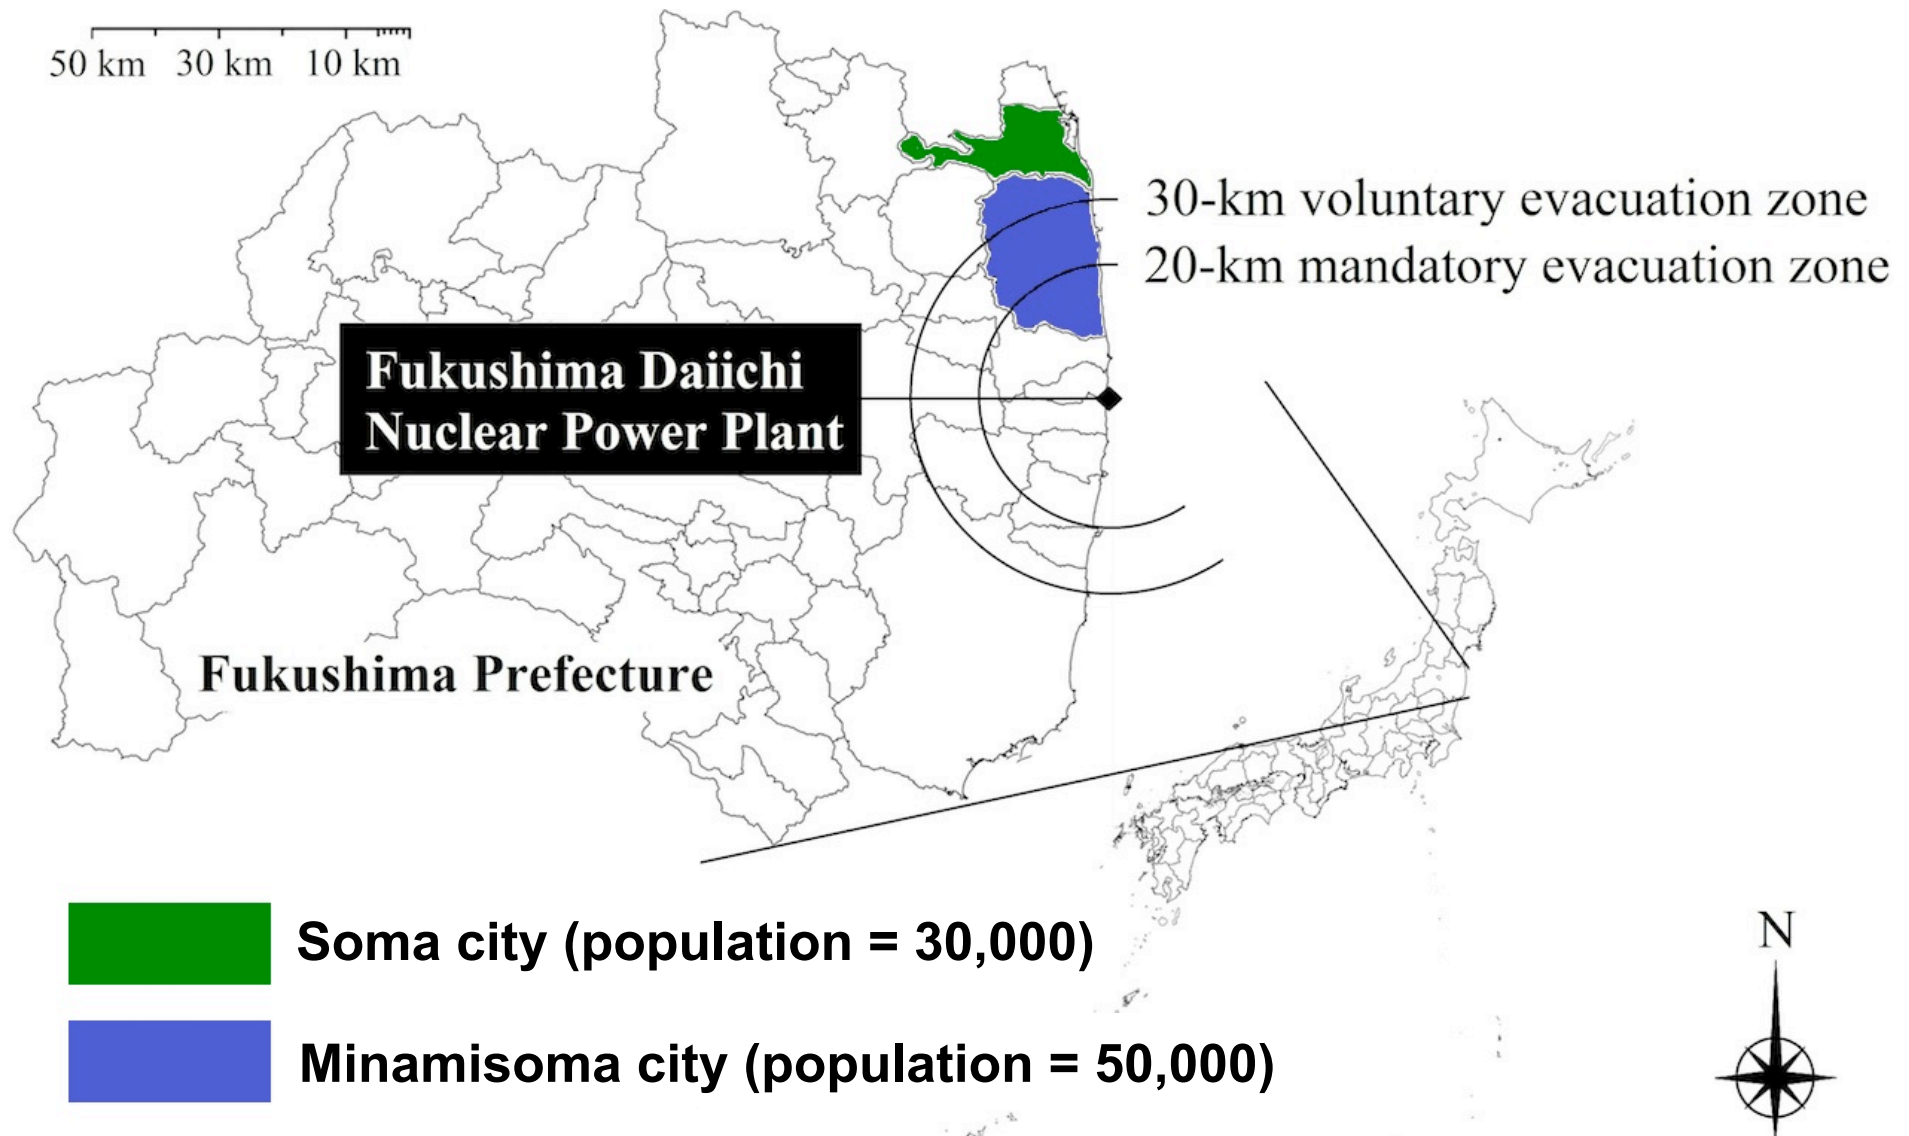 50 km 30 km 10 km
30-km voluntary evacuation zone
20-km mandatory evacuation zone
Fukushima Daiichi
Nuclear Power Plant
Fukushima Prefecture
Soma city (population = 30,000)
N
Minamisoma city (population = 50,000)